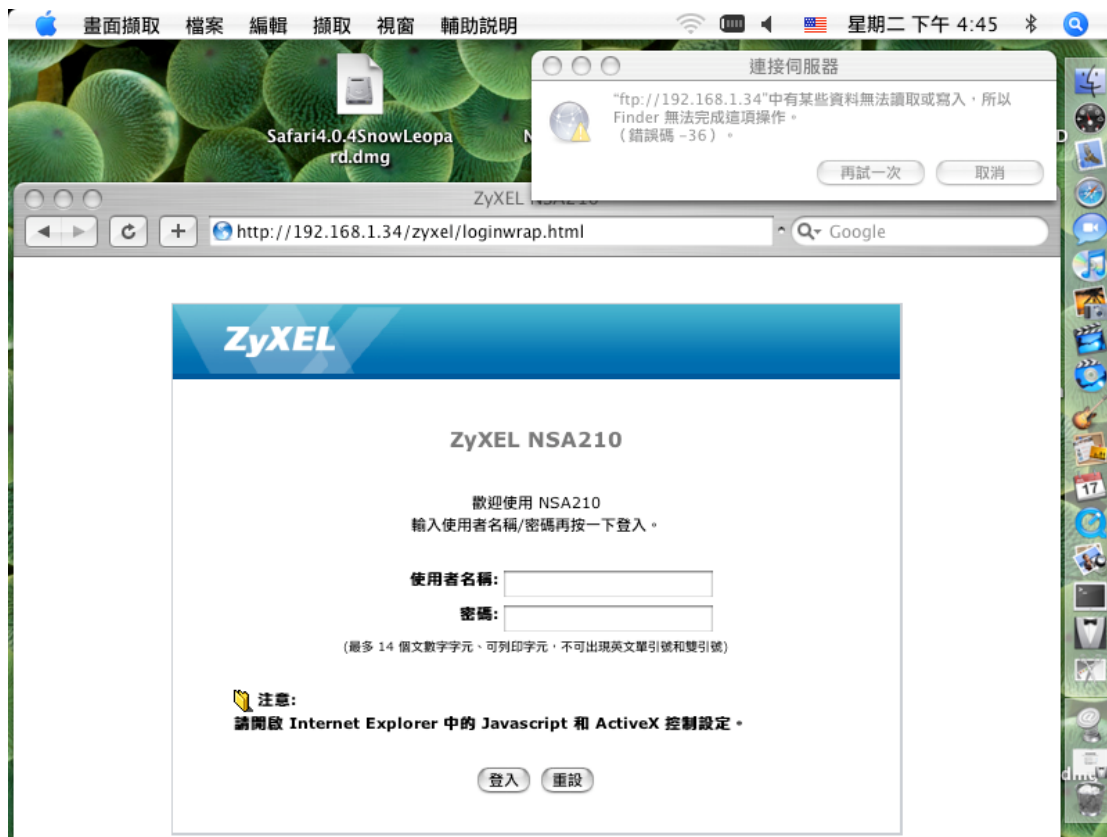 畫面擷取 檔案 編輯 擷取 視窗 輔助說明 星期二 下午 4:45
連接伺服器
"ftp://192.168.1.34"中有某些資料無法讀取或寫入，所以
Finder 無法完成這項操作。
（錯誤碼 -36）。
再試一次 取消
Safari4.0.4SnowLeopa
rd.dmg
ZyXEL NSA210
http://192.168.1.34/zyxel/loginwrap.html
Google
ZyXEL
ZyXEL NSA210
歡迎使用 NSA210
輸入使用者名稱/密碼再按一下登入。
使用者名稱:
密碼:
(最多 14 個文數字字元、可列印字元，不可出現英文單引號和雙引號)
注意:
請開啟 Internet Explorer 中的 Javascript 和 ActiveX 控制設定。
登入 重設
17